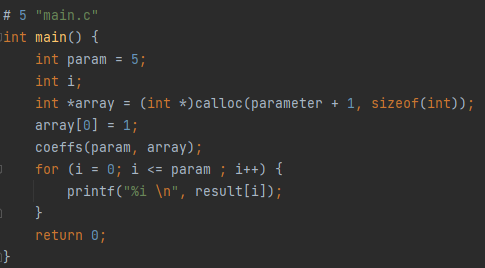 # 5 "main.c"
int main() {
    int param = 5;
    int i;
    int *array = (int *)calloc(parameter + 1, sizeof(int));
    array[0] = 1;
    coeffs(param, array);
    for (i = 0; i <= param ; i++) {
        printf("%i \n", result[i]);
    }
    return 0;
}